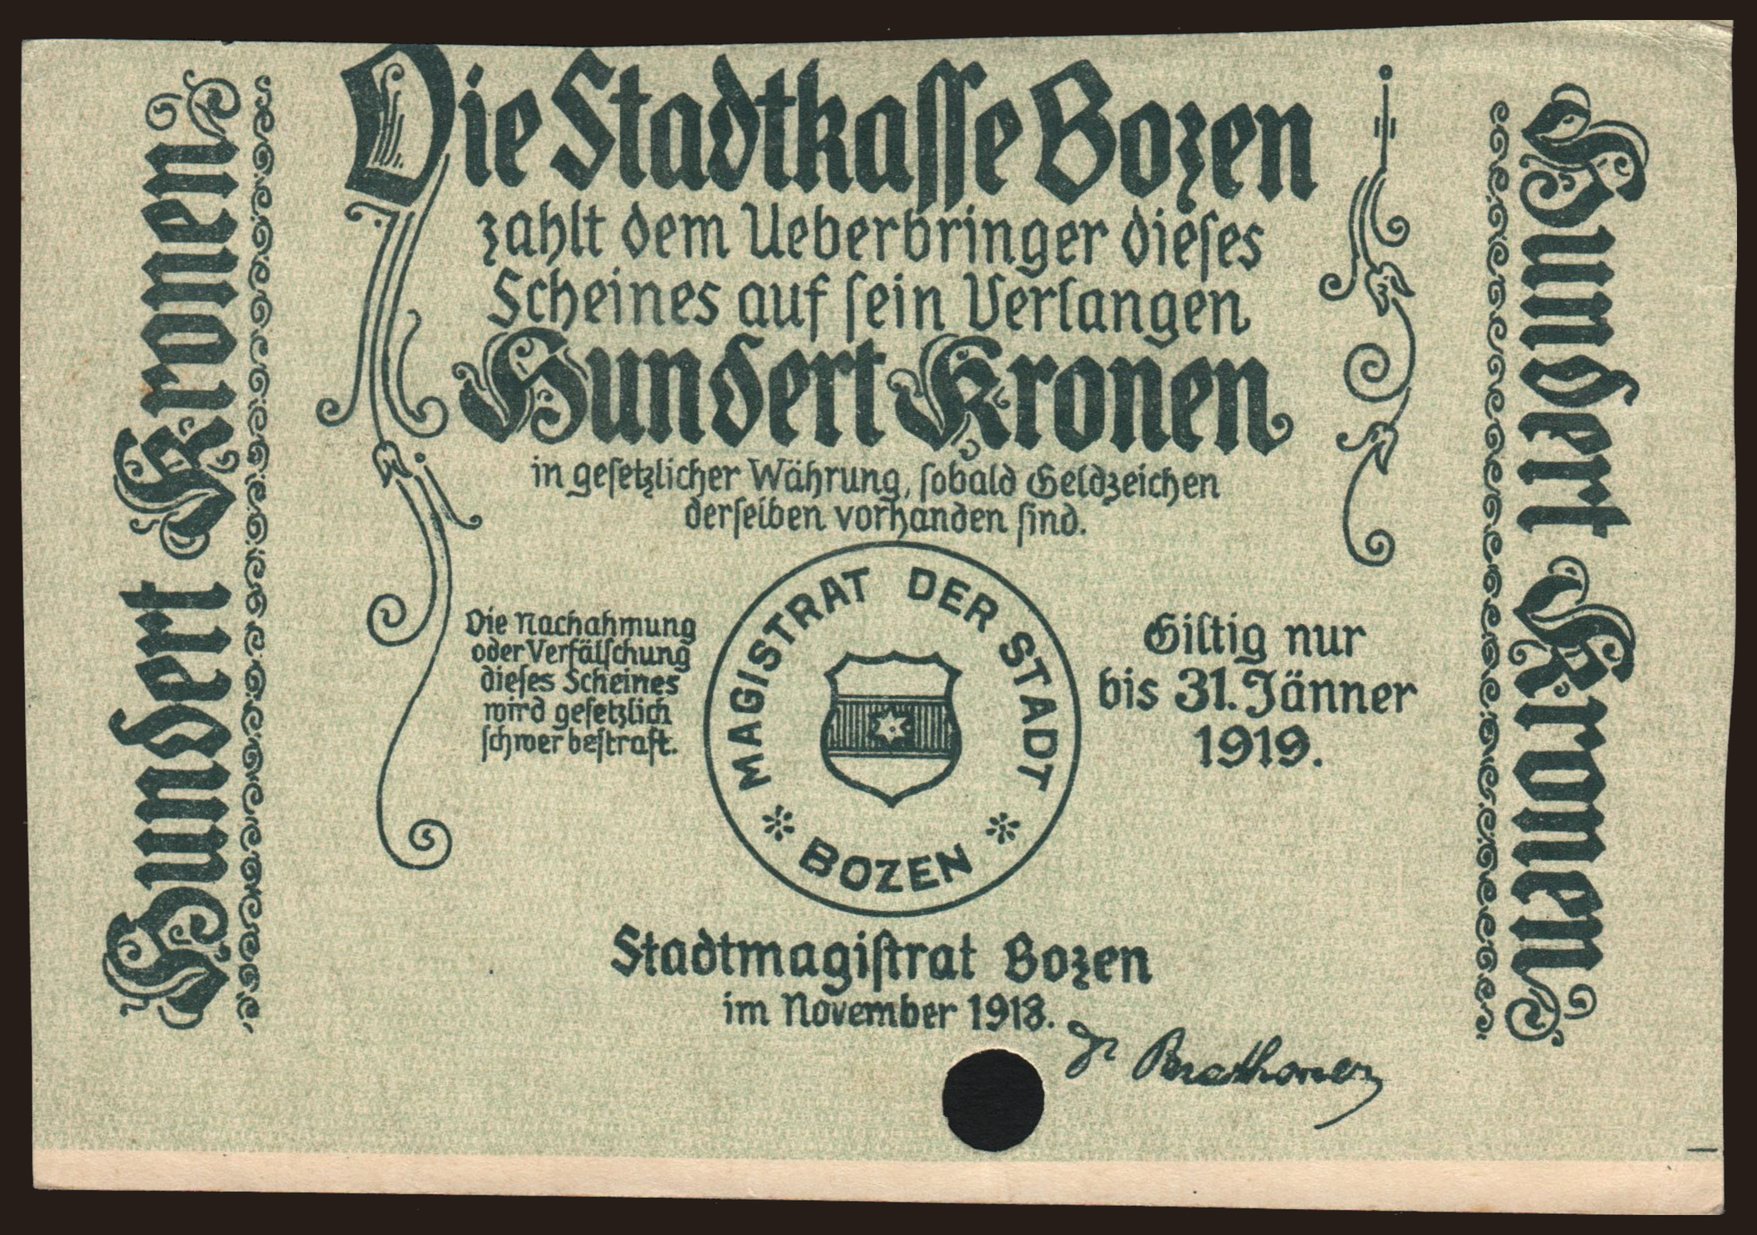 Die Stadtkasse Bozen
zahlt dem Ueberbringer dieses
Scheines auf sein Verlangen
Hundert Kronen
in gesetzlicher Währung, sobald Geldzeichen
derselben vorhanden sind.
Die Nachahmung
oder Verfälschung
dieses Scheines
wird gesetzlich
schwer bestraft.
MAGISTRAT DER STADT
* BOZEN *
Giltig nur
bis 31. Jänner
1919.
Stadtmagistrat Bozen
im November 1918.
Dr
Hundert Kronen
Hundert Kronen